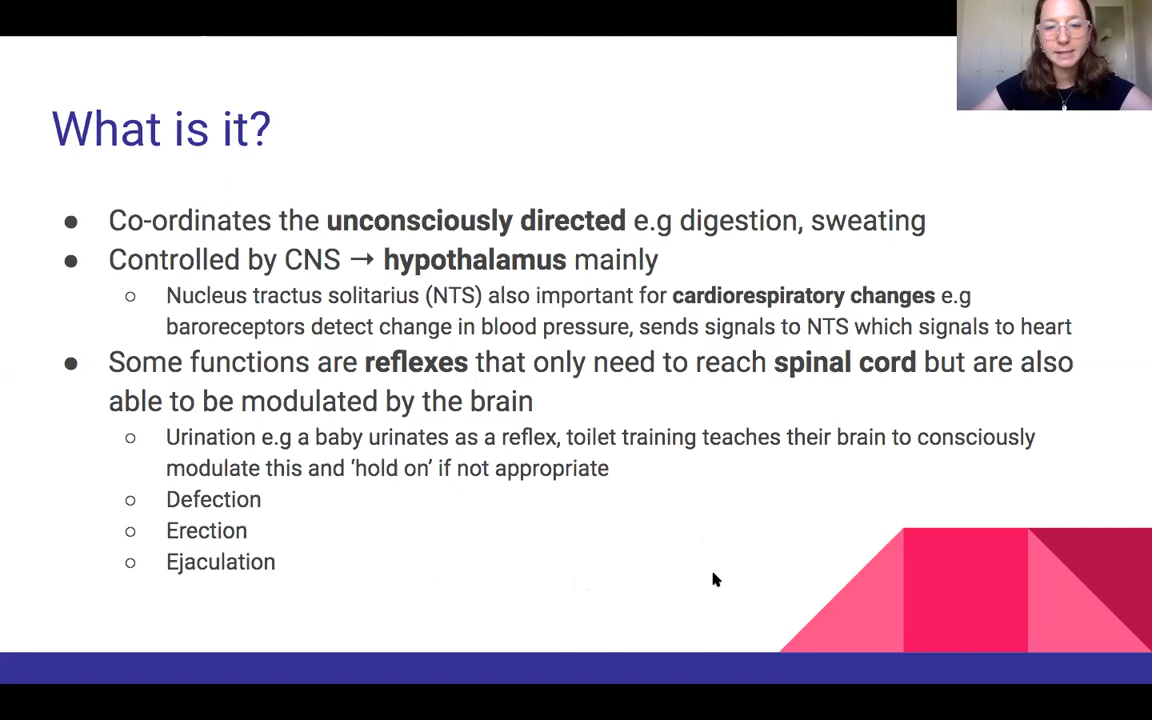 What is it?
● Co-ordinates the unconsciously directed e.g digestion, sweating
● Controlled by CNS → hypothalamus mainly
○ Nucleus tractus solitarius (NTS) also important for cardiorespiratory changes e.g
baroreceptors detect change in blood pressure, sends signals to NTS which signals to heart
● Some functions are reflexes that only need to reach spinal cord but are also
able to be modulated by the brain
○ Urination e.g a baby urinates as a reflex, toilet training teaches their brain to consciously
modulate this and ‘hold on’ if not appropriate
○ Defection
○ Erection
○ Ejaculation